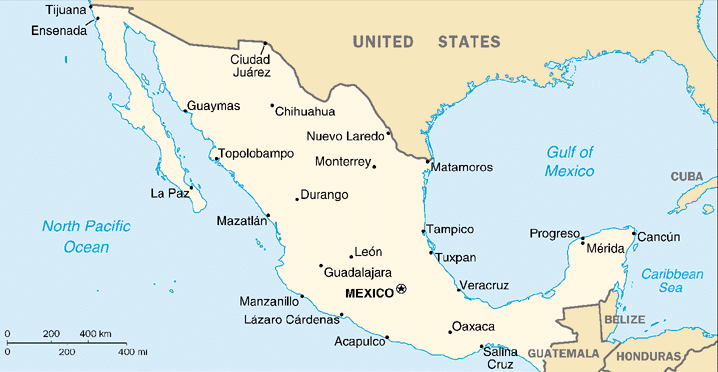 Tijuana
Ensenada
UNITED STATES
Ciudad
Juárez
Guaymas
Chihuahua
Nuevo Laredo
Topolobampo
Monterrey
Matamoros
Gulf of
Mexico
CUBA
La Paz
Durango
Mazatlán
North Pacific
Ocean
Tampico
Progreso
Cancún
Mérida
León
Tuxpan
Guadalajara
Caribbean
Sea
MEXICO
Veracruz
Manzanillo
Lázaro Cárdenas
Oaxaca
BELIZE
Acapulco
Salina
Cruz
GUATEMALA
HONDURAS
0 200 400 km
0 200 400 mi